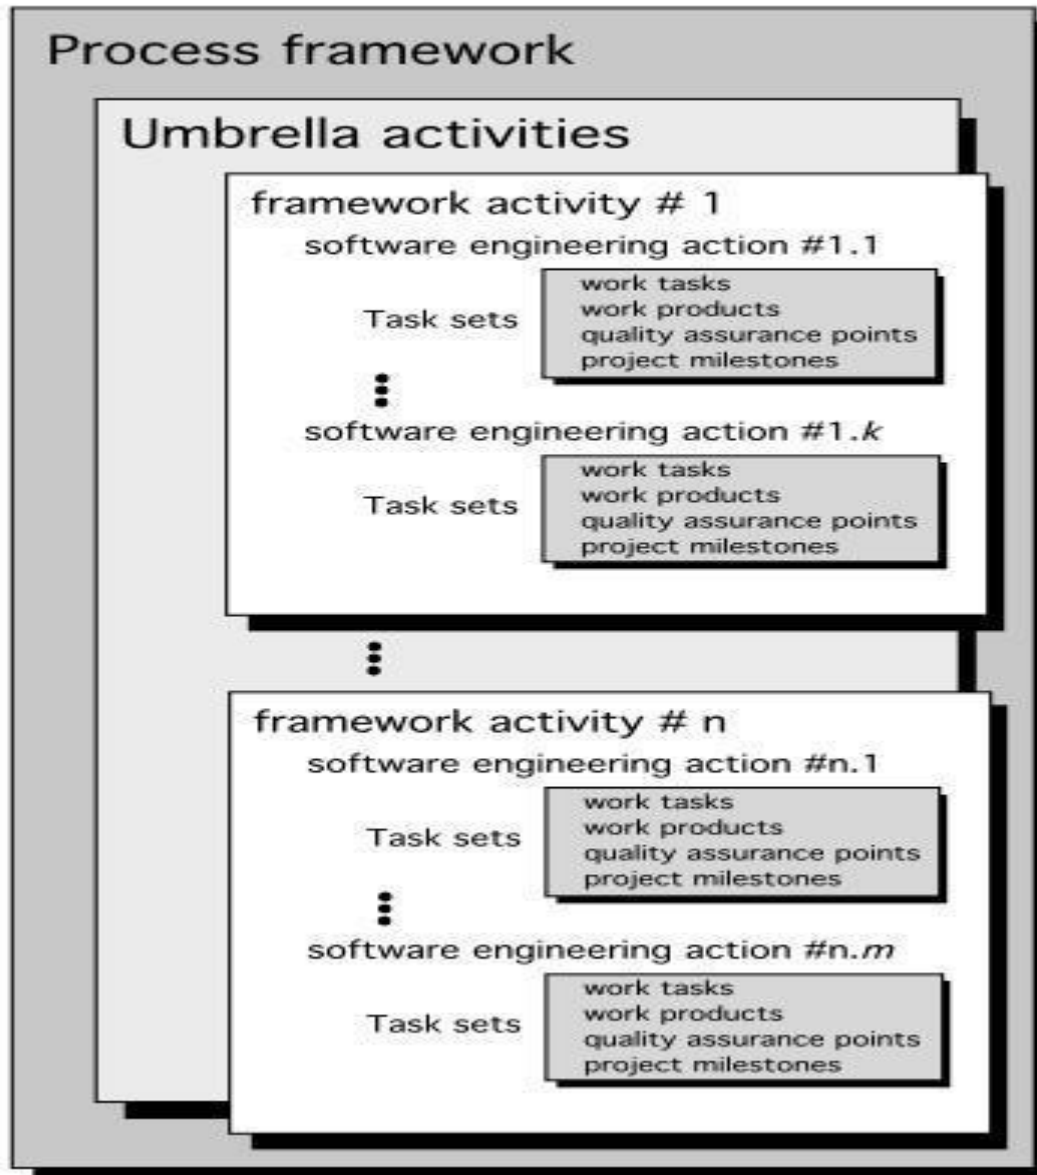 Process framework
Umbrella activities
framework activity # 1
software engineering action #1.1
Task sets
work tasks
work products
quality assurance points
project milestones
software engineering action #1.k
Task sets
work tasks
work products
quality assurance points
project milestones
framework activity # n
software engineering action #n.1
Task sets
work tasks
work products
quality assurance points
project milestones
software engineering action #n.m
Task sets
work tasks
work products
quality assurance points
project milestones